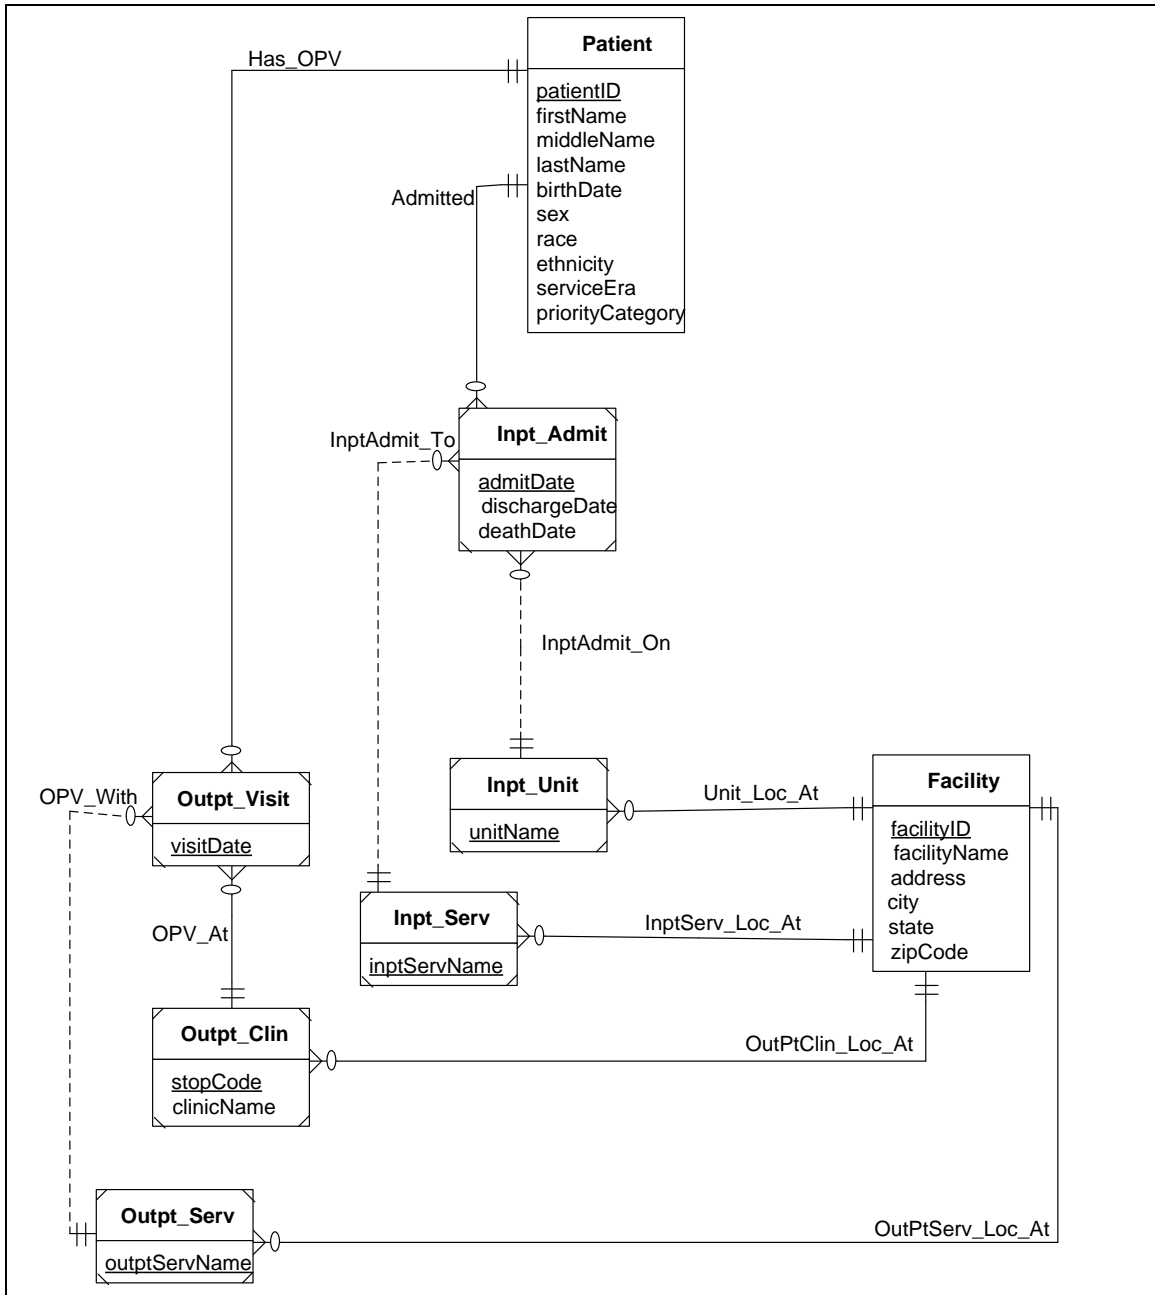 Patient
Has_OPV
patientID
firstName
middleName
lastName
birthDate
sex
race
ethnicity
serviceEra
priorityCategory
Admitted
Inpt_Admit
InptAdmit_To
admitDate
dischargeDate
deathDate
InptAdmit_On
Inpt_Unit
unitName
Unit_Loc_At
Facility
facilityID
facilityName
address
city
state
zipCode
OPV_With
Outpt_Visit
visitDate
Inpt_Serv
inptServName
InptServ_Loc_At
OPV_At
Outpt_Clin
stopCode
clinicName
OutPtClin_Loc_At
Outpt_Serv
outptServName
OutPtServ_Loc_At